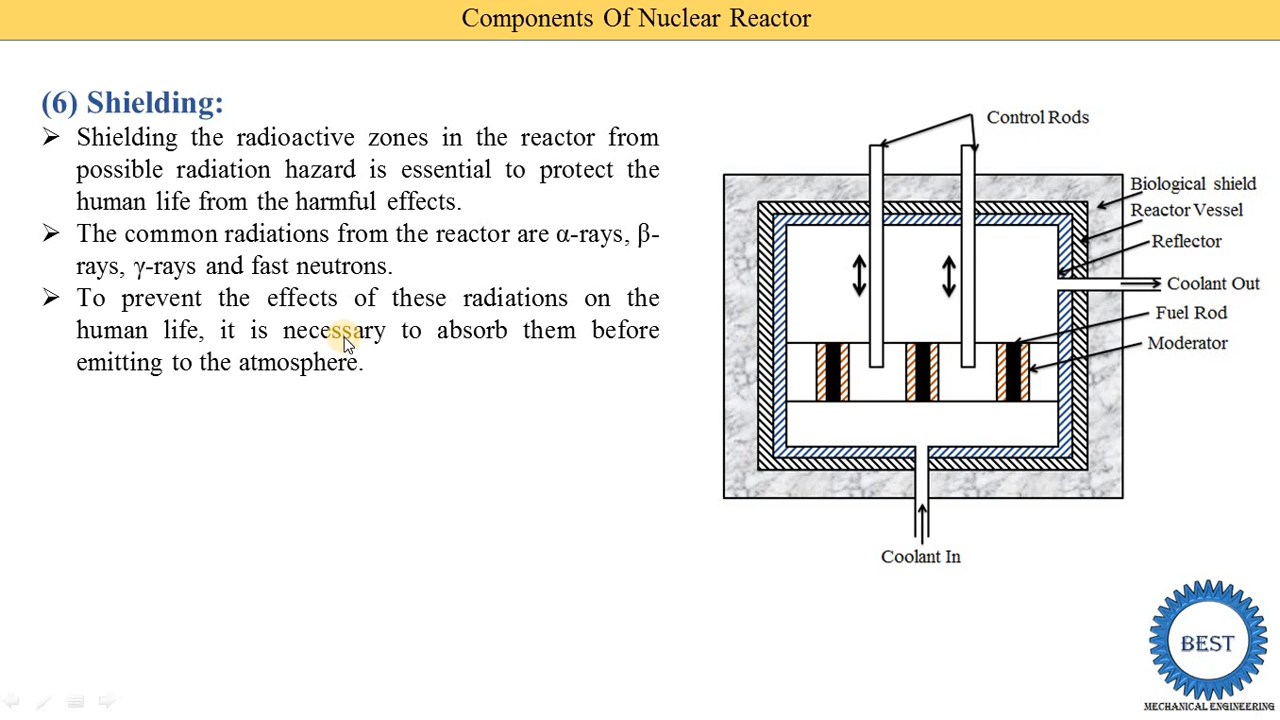 Components Of Nuclear Reactor
(6) Shielding:
➢ Shielding the radioactive zones in the reactor from
possible radiation hazard is essential to protect the
human life from the harmful effects.
➢ The common radiations from the reactor are α-rays, β-
rays, γ-rays and fast neutrons.
➢ To prevent the effects of these radiations on the
human life, it is necessary to absorb them before
emitting to the atmosphere.
Control Rods
Biological shield
Reactor Vessel
Reflector
Coolant Out
Fuel Rod
Moderator
Coolant In
BEST
MECHANICAL ENGINEERING